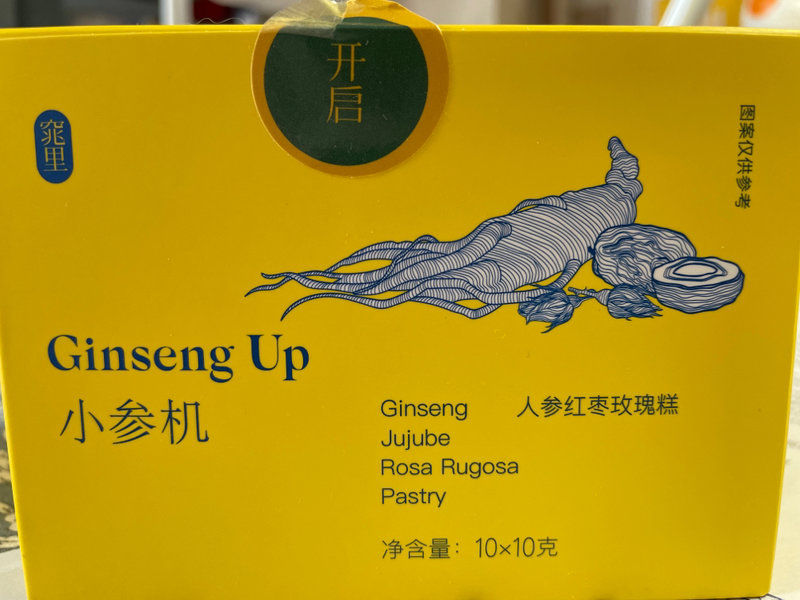 开启
窕里
图案仅供参考
Ginseng Up
小参机
Ginseng
人参红枣玫瑰糕
Jujube
Rosa Rugosa
Pastry
净含量：10×10克